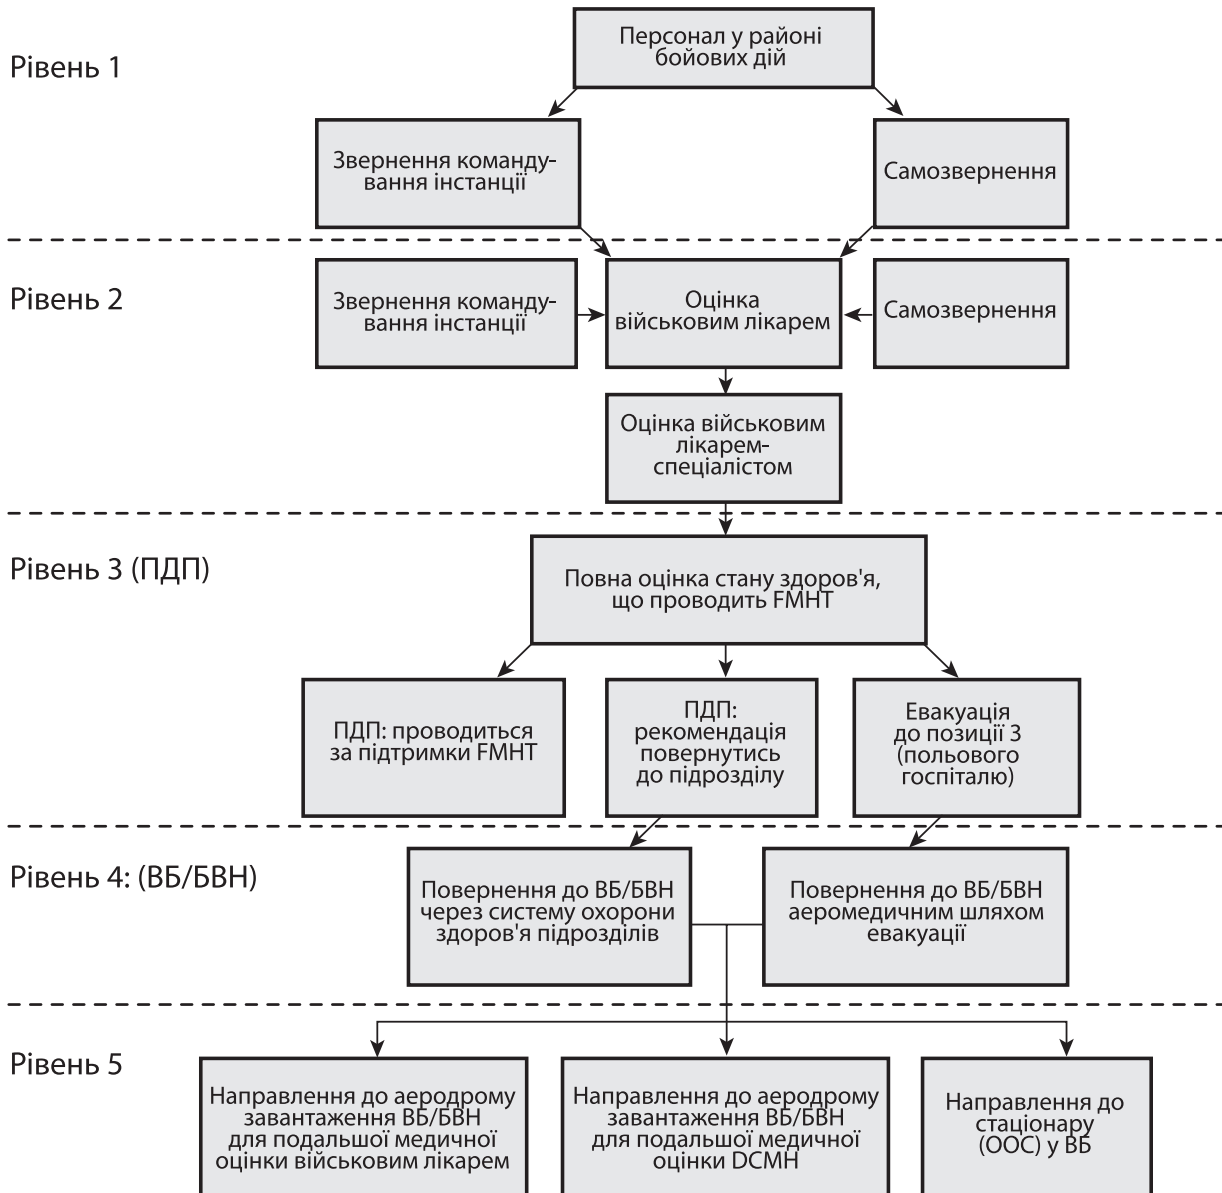 Рівень 1
Персонал у районі
бойових дій
Звернення команду-
вання інстанції
Самозвернення
Рівень 2
Звернення команду-
вання інстанції
Оцінка
військовим лікарем
Самозвернення
Оцінка військовим
лікарем-
спеціалістом
Рівень 3 (ПДП)
Повна оцінка стану здоров'я,
що проводить FMHT
ПДП: проводиться
за підтримки FMHT
ПДП:
рекомендація
повернутись
до підрозділу
Евакуація
до позиції 3
(польового
госпіталю)
Рівень 4: (ВБ/БВН)
Повернення до ВБ/БВН
через систему охорони
здоров'я підрозділів
Повернення до ВБ/БВН
аеромедичним шляхом
евакуації
Рівень 5
Направлення до аеродрому
завантаження ВБ/БВН
для подальшої медичної
оцінки військовим лікарем
Направлення до аеродрому
завантаження ВБ/БВН
для подальшої медичної
оцінки DCMH
Направлення до
стаціонару
(ООС) у ВБ